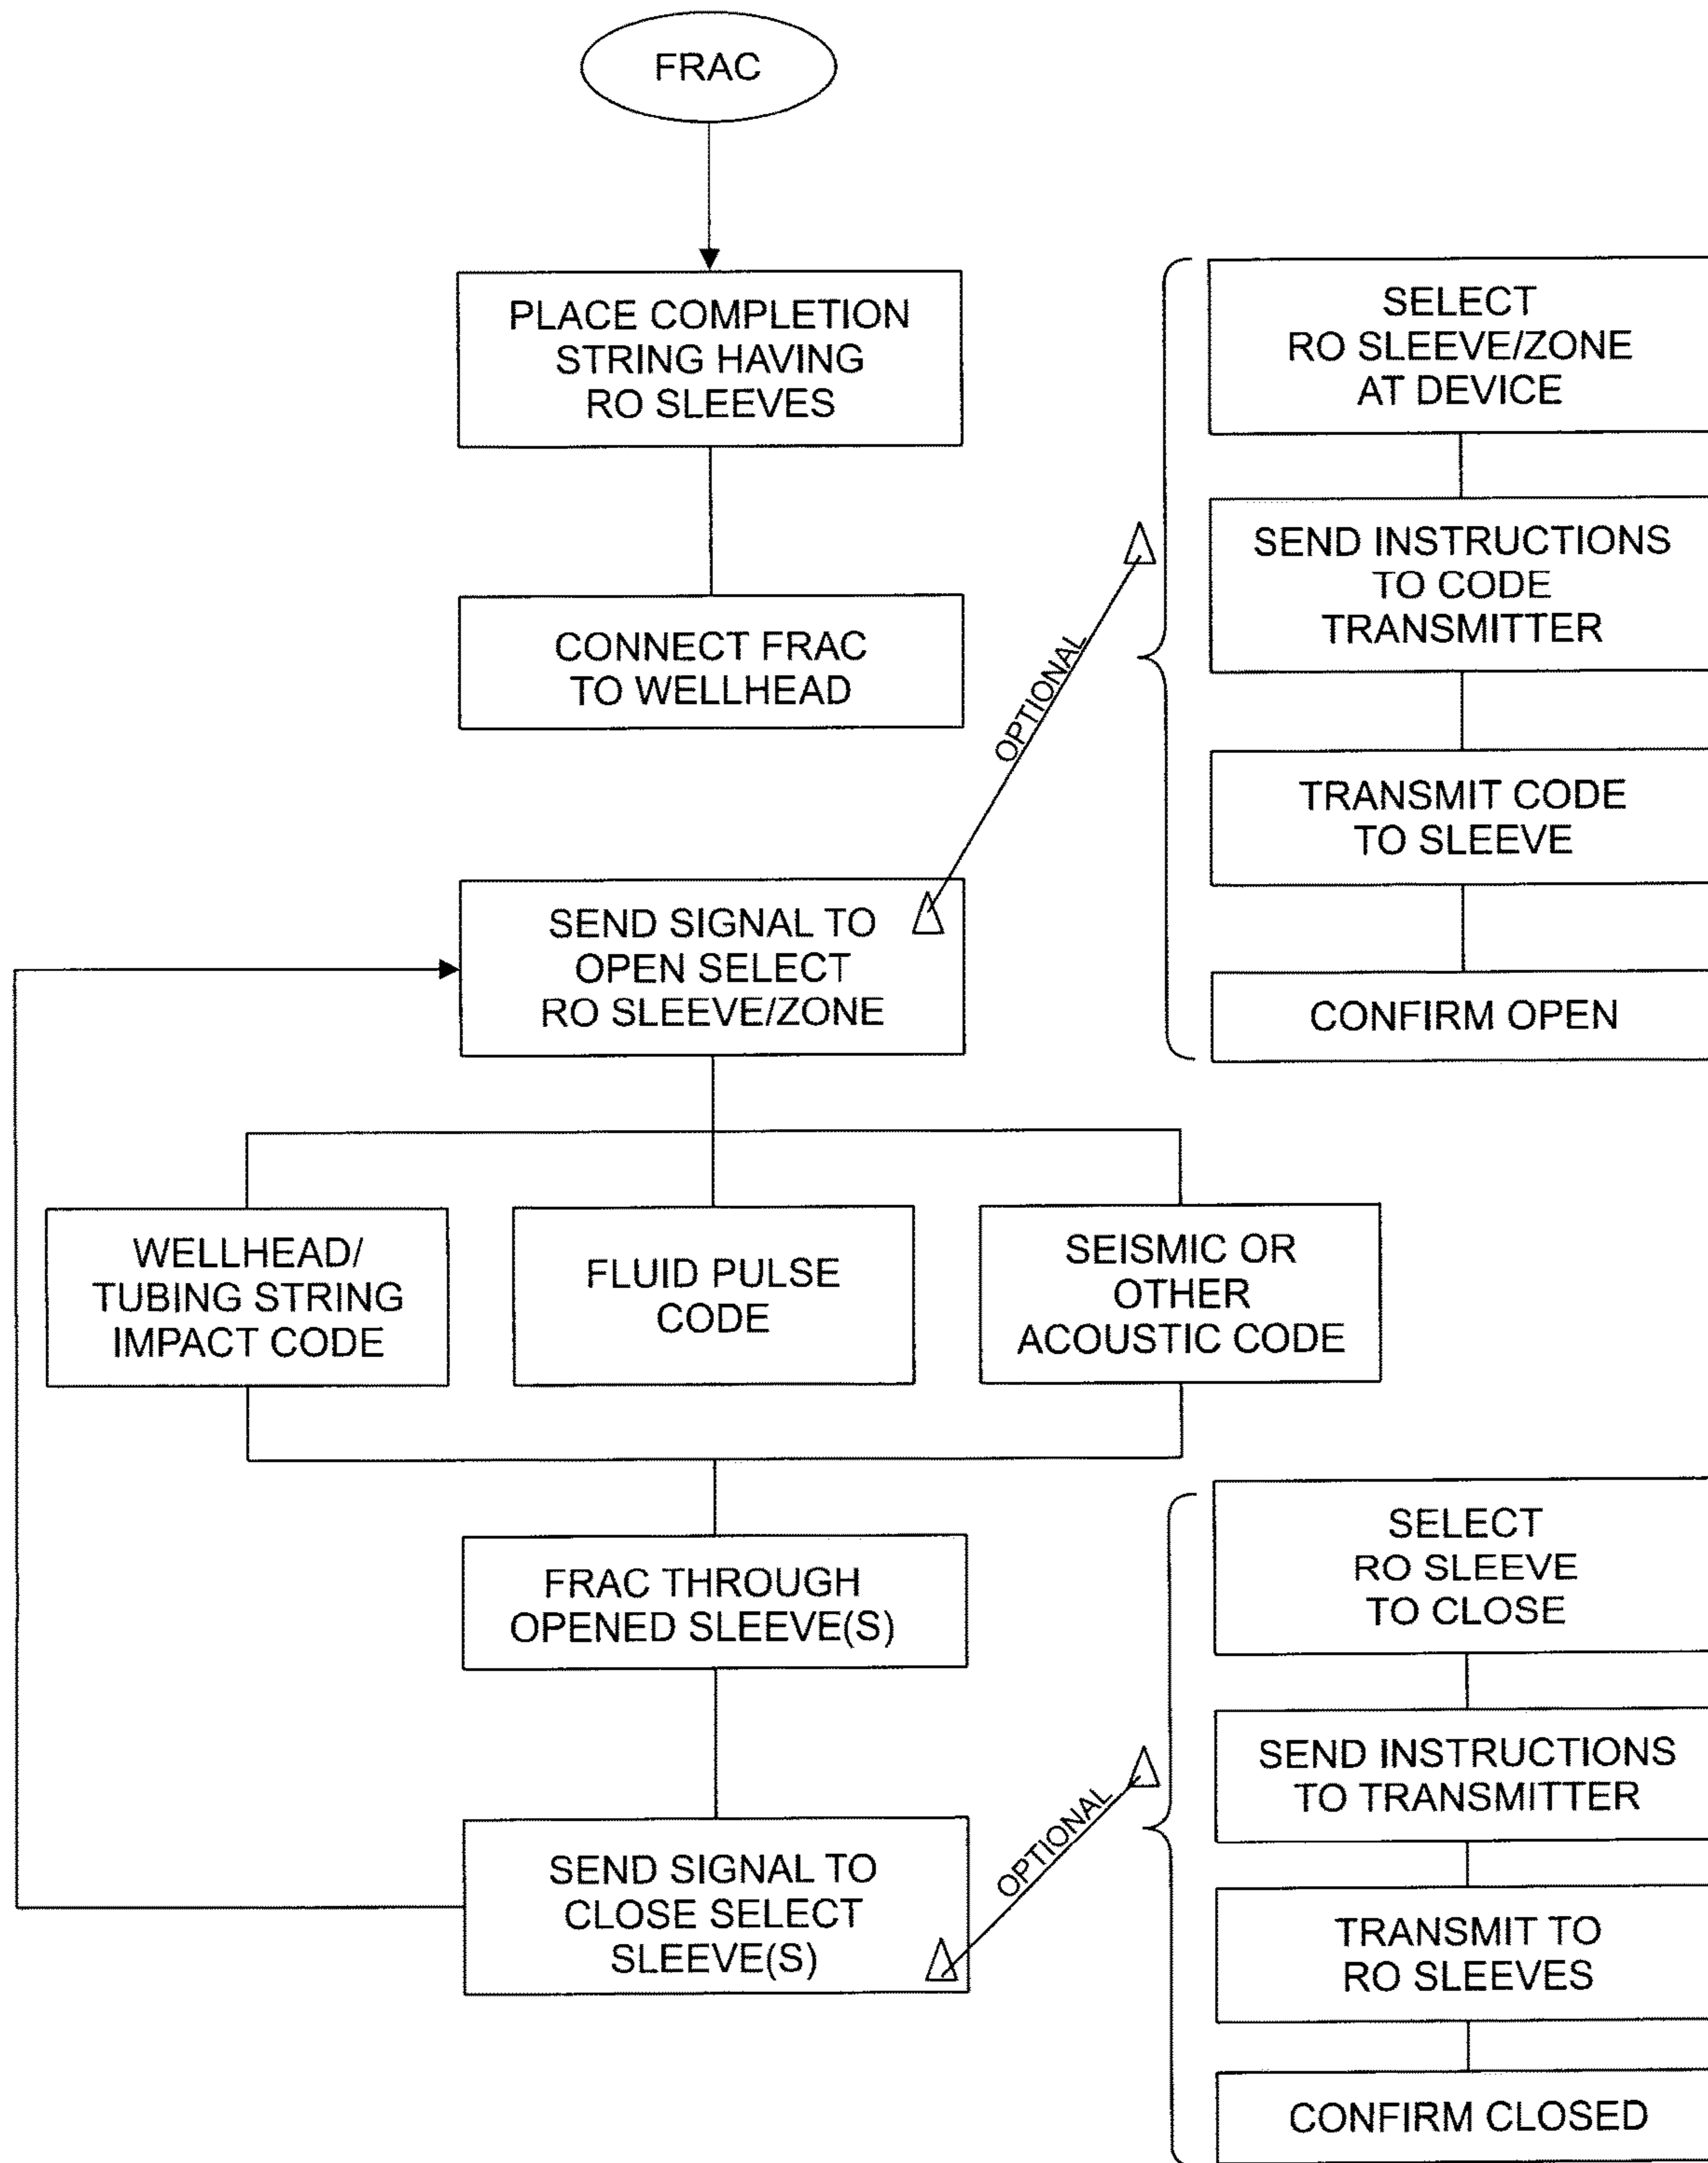 FRAC
PLACE COMPLETION
STRING HAVING
RO SLEEVES
CONNECT FRAC
TO WELLHEAD
SEND SIGNAL TO
OPEN SELECT
RO SLEEVE/ZONE
OPTIONAL
SELECT
RO SLEEVE/ZONE
AT DEVICE
SEND INSTRUCTIONS
TO CODE
TRANSMITTER
TRANSMIT CODE
TO SLEEVE
CONFIRM OPEN
WELLHEAD/
TUBING STRING
IMPACT CODE
FLUID PULSE
CODE
SEISMIC OR
OTHER
ACOUSTIC CODE
FRAC THROUGH
OPENED SLEEVE(S)
SEND SIGNAL TO
CLOSE SELECT
SLEEVE(S)
OPTIONAL
SELECT
RO SLEEVE
TO CLOSE
SEND INSTRUCTIONS
TO TRANSMITTER
TRANSMIT TO
RO SLEEVES
CONFIRM CLOSED